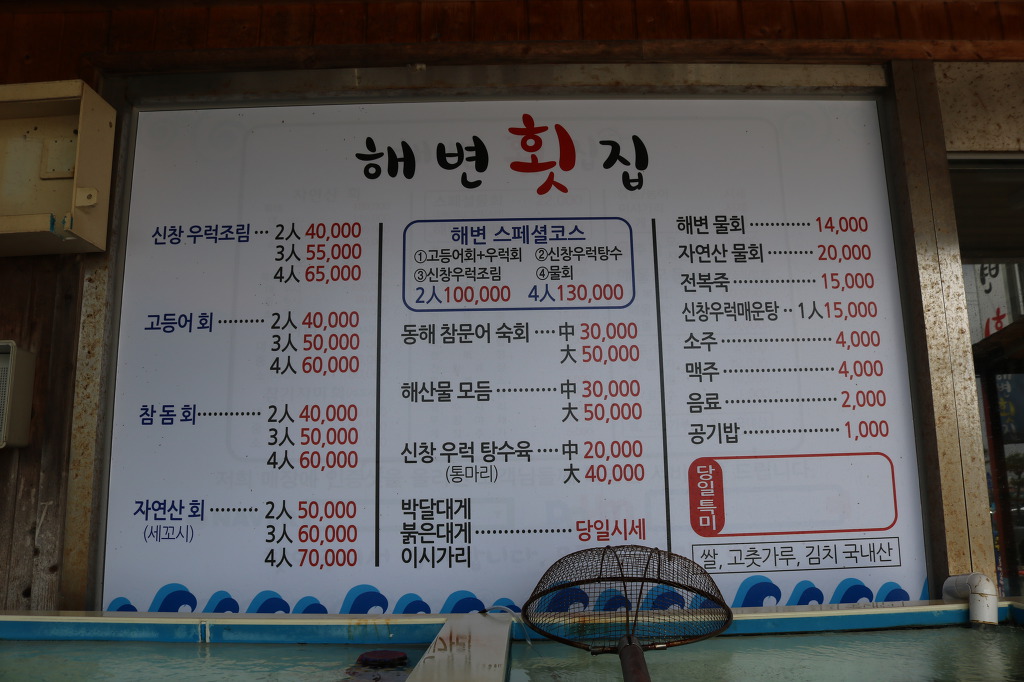 해변횟집
신창 우럭조림 ··· 2人 40,000
3人 55,000
4人 65,000
고등어 회 ········· 2人 40,000
3人 50,000
4人 60,000
참 돔 회 ············ 2人 40,000
3人 50,000
4人 60,000
자연산 회 ·········· 2人 50,000
(세꼬시) 3人 60,000
4人 70,000
해변 스페셜코스
①고등어회+우럭회 ②신창우럭탕수
③신창우럭조림 ④물회
2人100,000 4人130,000
동해 참문어 숙회 ···· 中 30,000
大 50,000
해산물 모듬 ··········· 中 30,000
大 50,000
신창 우럭 탕수육 ···· 中 20,000
(통마리) 大 40,000
박달대게
붉은대게 ················· 당일시세
이시가리
해변 물회 ············ 14,000
자연산 물회 ·········· 20,000
전복죽 ················ 15,000
신창우럭매운탕 ·· 1人15,000
소주 ···················· 4,000
맥주 ···················· 4,000
음료 ···················· 2,000
공기밥 ················· 1,000
당일특미
쌀, 고춧가루, 김치 국내산